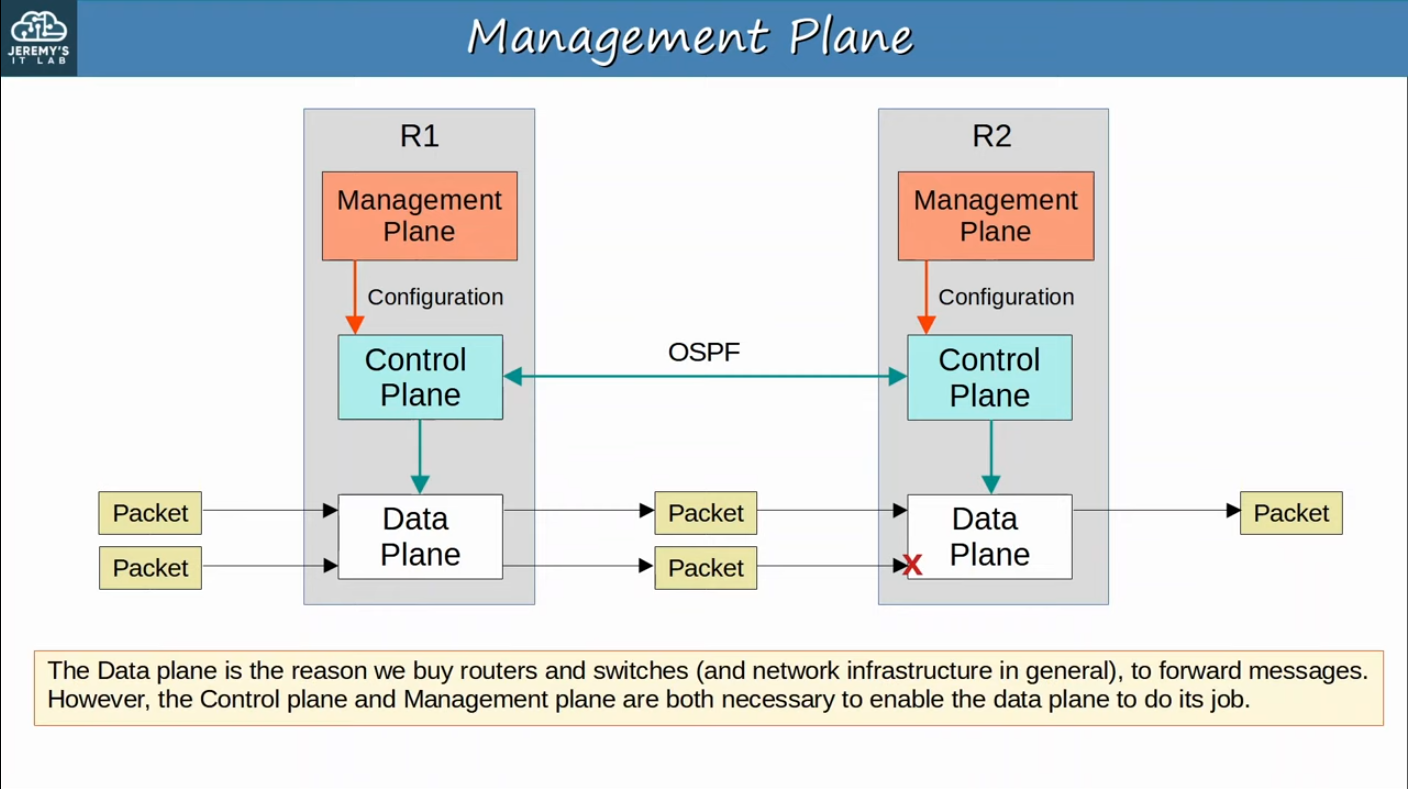 JEREMY'S
IT LAB
Management Plane
R1
R2
Management
Plane
Management
Plane
Configuration
Configuration
OSPF
Control
Plane
Control
Plane
Packet
Data
Plane
Packet
Data
Plane
Packet
Packet
Packet
X
The Data plane is the reason we buy routers and switches (and network infrastructure in general), to forward messages.
However, the Control plane and Management plane are both necessary to enable the data plane to do its job.